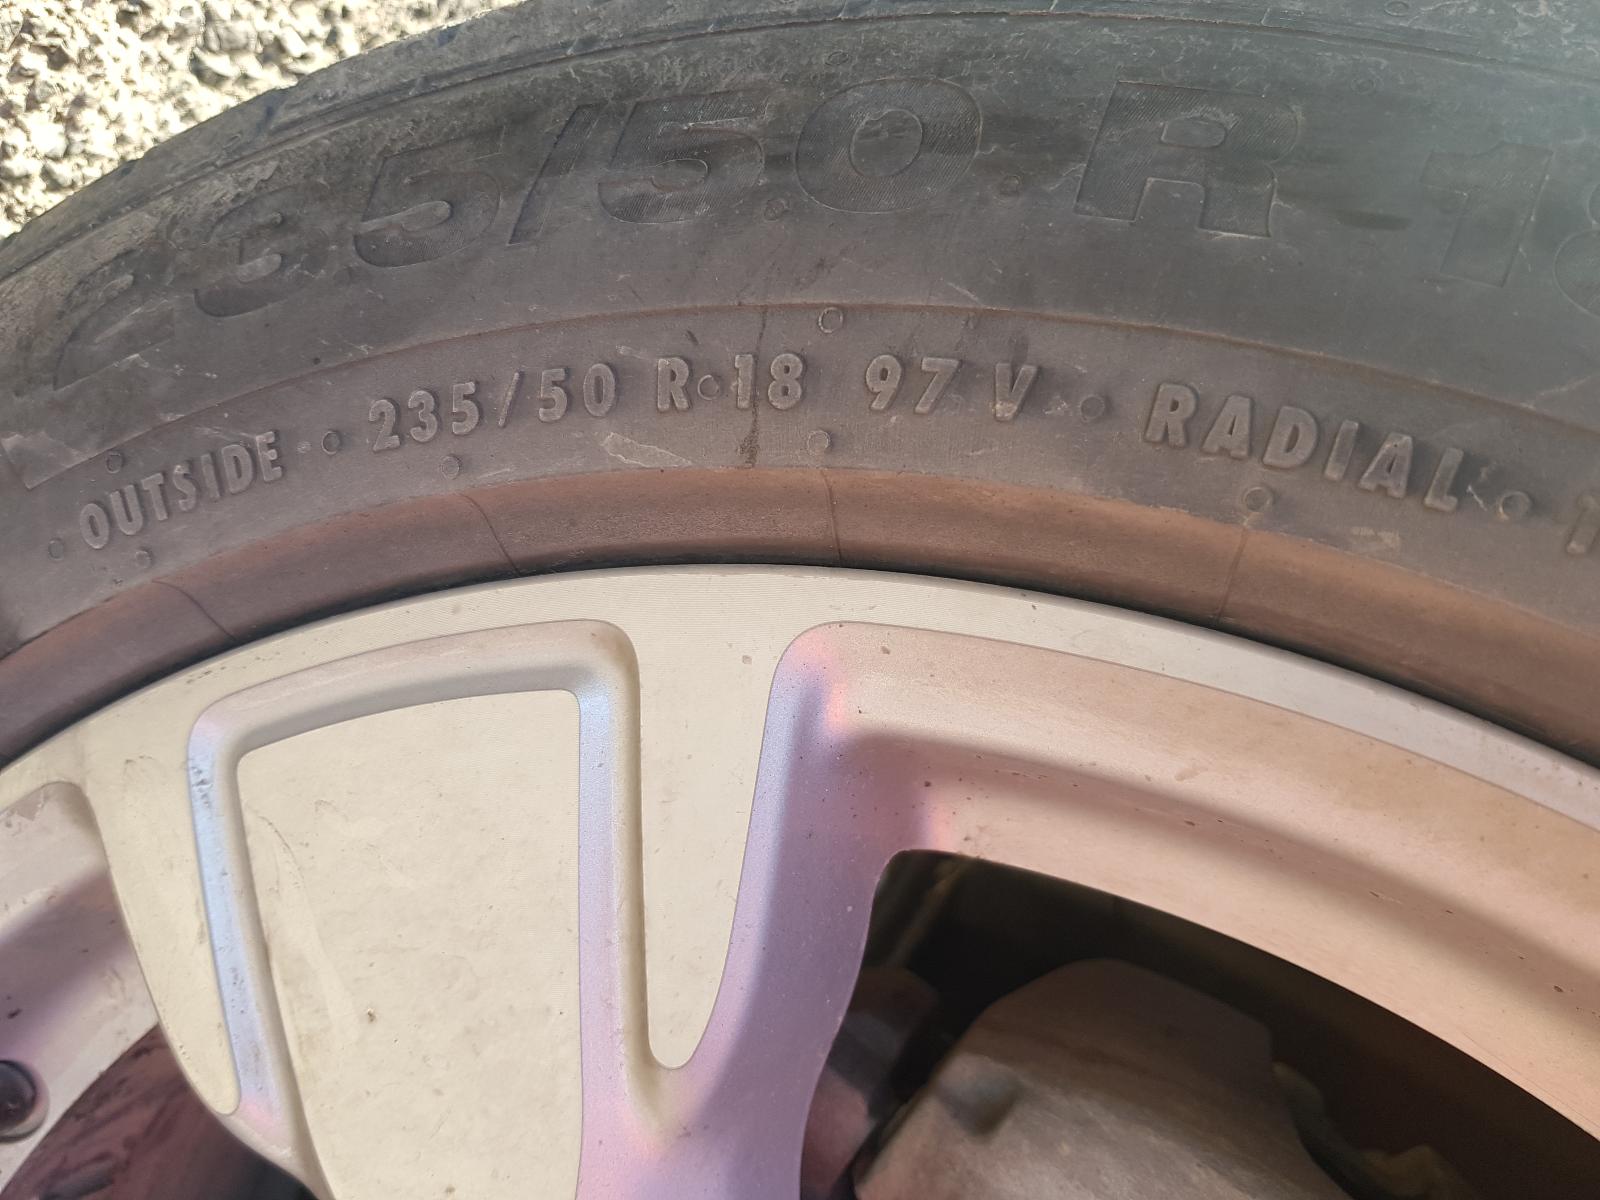 235/50 R 18
• OUTSIDE • 235/50 R 18 97 V • RADIAL •